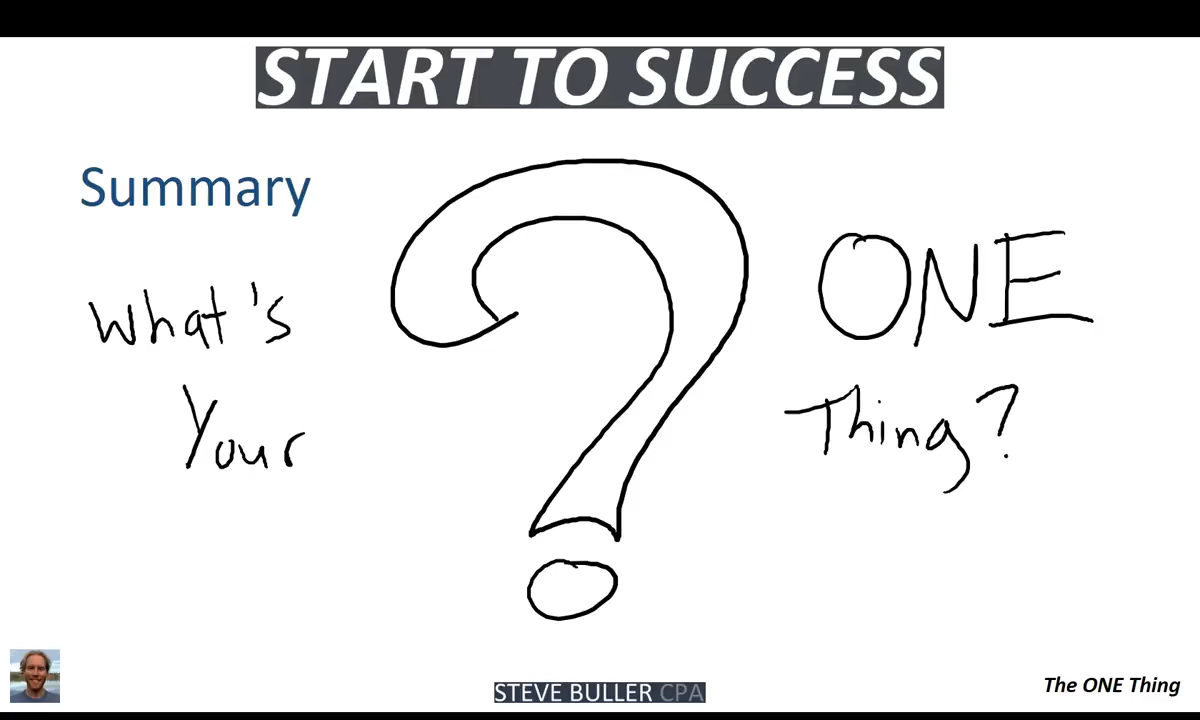 START TO SUCCESS
Summary
What's
Your
ONE
Thing?
STEVE BULLER CPA
The ONE Thing